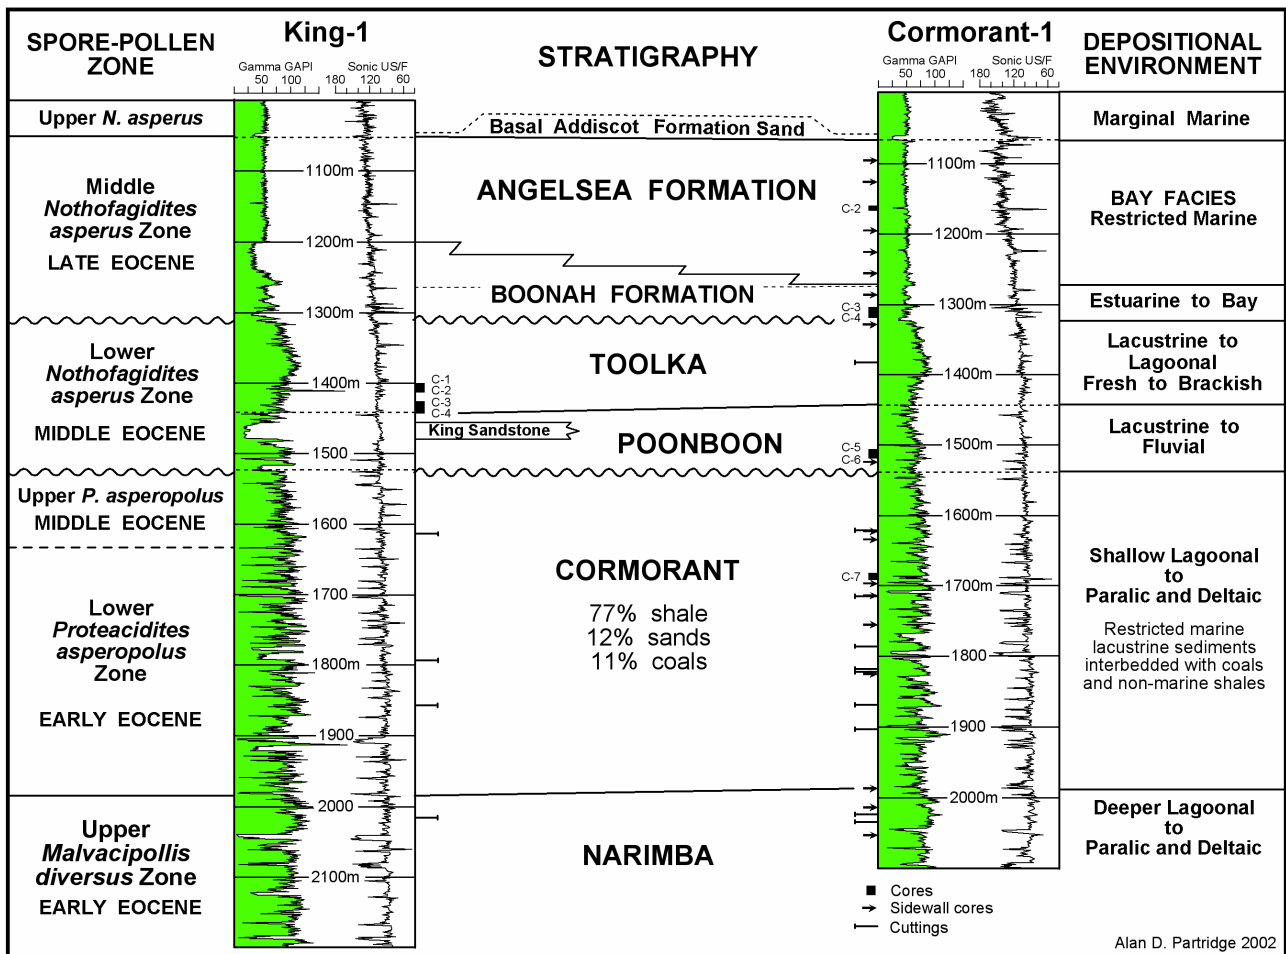 SPORE-POLLEN
ZONE
King-1
Gamma GAPI
50 100
Sonic US/F
180 120 60
STRATIGRAPHY
Cormorant-1
Gamma GAPI
50 100
Sonic US/F
180 120 60
DEPOSITIONAL
ENVIRONMENT
Upper N. asperus
Middle
Nothofagidites
asperus Zone
LATE EOCENE
Lower
Nothofagidites
asperus Zone
MIDDLE EOCENE
Upper P. asperopolus
MIDDLE EOCENE
Lower
Proteacidites
asperopolus
Zone
EARLY EOCENE
Upper
Malvacipollis
diversus Zone
EARLY EOCENE
1100m
1200m
1300m
1400m
1500
1600
1700
1800m
1900
2000
2100m
C-1
C-2
C-3
C-4
Basal Addiscot Formation Sand
ANGELSEA FORMATION
BOONAH FORMATION
TOOLKA
King Sandstone
POONBOON
CORMORANT
77% shale
12% sands
11% coals
NARIMBA
C-2
C-3
C-4
C-5
C-6
C-7
1100m
1200m
1300m
1400m
1500m
1600m
1700m
1800
1900
2000m
Cores
Sidewall cores
Cuttings
Marginal Marine
BAY FACIES
Restricted Marine
Estuarine to Bay
Lacustrine to
Lagoonal
Fresh to Brackish
Lacustrine to
Fluvial
Shallow Lagoonal
to
Paralic and Deltaic
Restricted marine
lacustrine sediments
interbedded with coals
and non-marine shales
Deeper Lagoonal
to
Paralic and Deltaic
Alan D. Partridge 2002